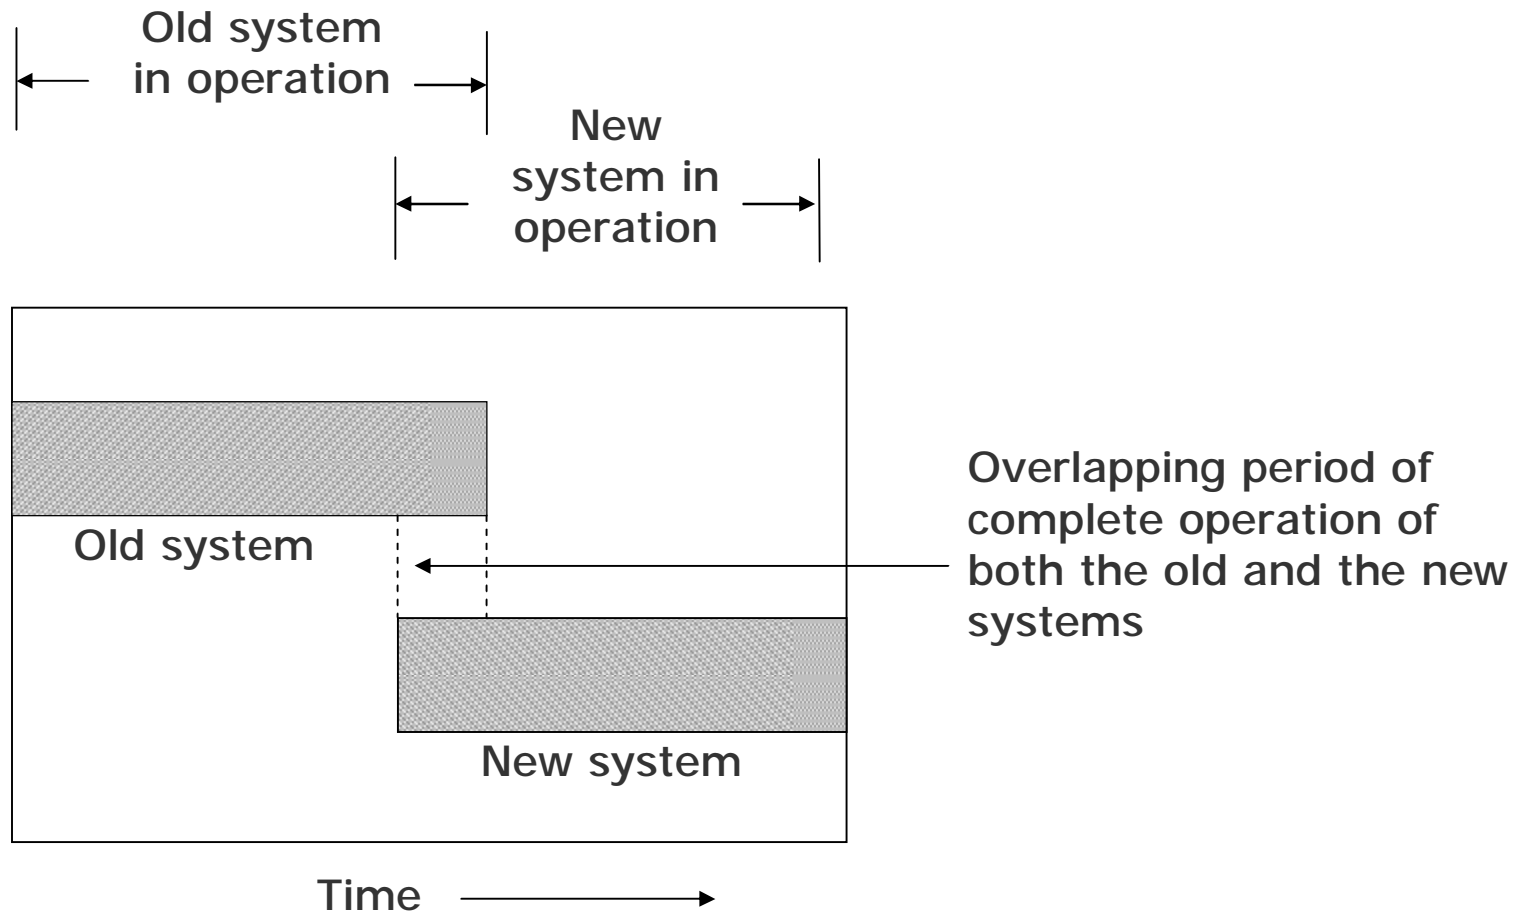 Old system
in operation
New
system in
operation
Old system
Overlapping period of
complete operation of
both the old and the new
systems
New system
Time